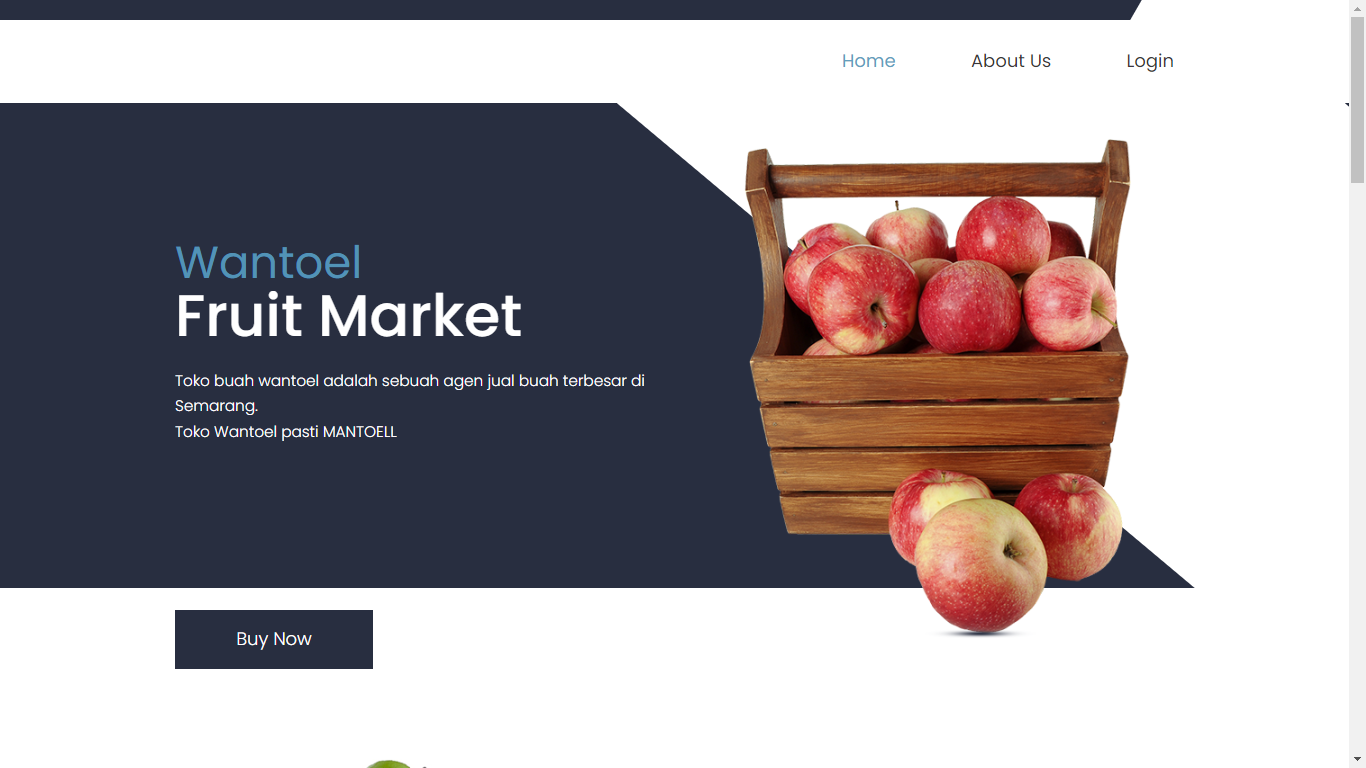 Home
About Us
Login
Wantoel
Fruit Market
Toko buah wantoel adalah sebuah agen jual buah terbesar di
Semarang.
Toko Wantoel pasti MANTOELL
Buy Now